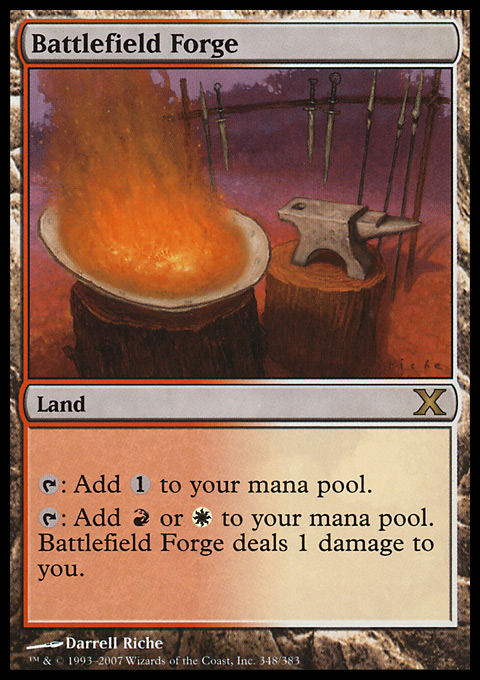 Battlefield Forge
riche
Land
X
: Add 1 to your mana pool.
: Add or to your mana pool.
Battlefield Forge deals 1 damage to
you.
Darrell Riche
™ & © 1993–2007 Wizards of the Coast, Inc. 348/383